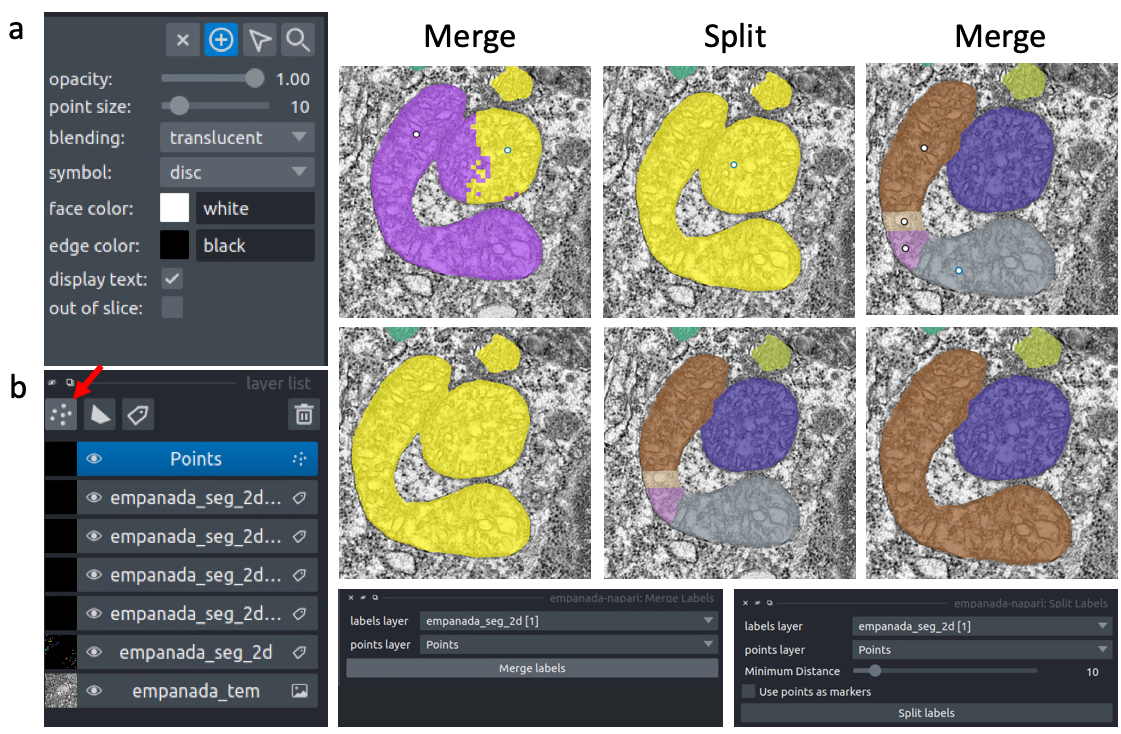 a
Merge
Split
Merge
opacity:
1.00
point size:
10
blending:
translucent
symbol:
disc
face color:
white
edge color:
black
display text:
out of slice:
b
layer list
Points
empanada_seg_2d...
empanada_seg_2d...
empanada_seg_2d...
empanada_seg_2d...
empanada_seg_2d
empanada_tem
empanada-napari: Merge Labels
labels layer
empanada_seg_2d [1]
points layer
Points
Merge labels
empanada-napari: Split Labels
labels layer
empanada_seg_2d [1]
points layer
Points
Minimum Distance
10
Use points as markers
Split labels